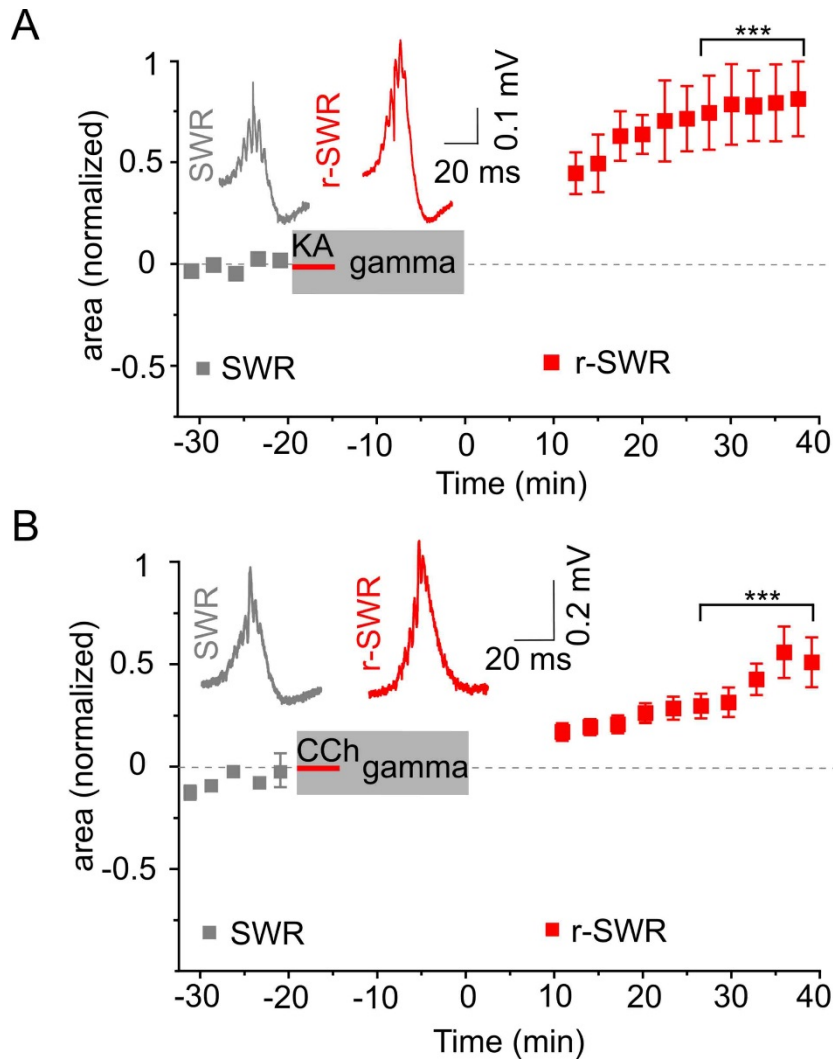 A
area (normalized)
1
0.5
0
-0.5
SWR
r-SWR
0.1 mV
20 ms
***
KA
gamma
SWR
r-SWR
-30 -20 -10 0 10 20 30 40
Time (min)
B
area (normalized)
1
0.5
0
-0.5
SWR
r-SWR
0.2 mV
20 ms
***
CCh
gamma
SWR
r-SWR
-30 -20 -10 0 10 20 30 40
Time (min)